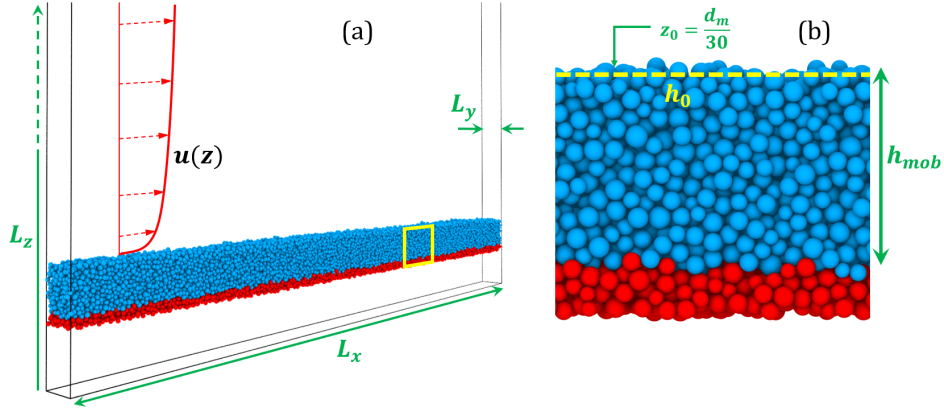 (a)
u(z)
L_y
L_z
L_x
z_0 = d_m/30
(b)
h_0
h_mob